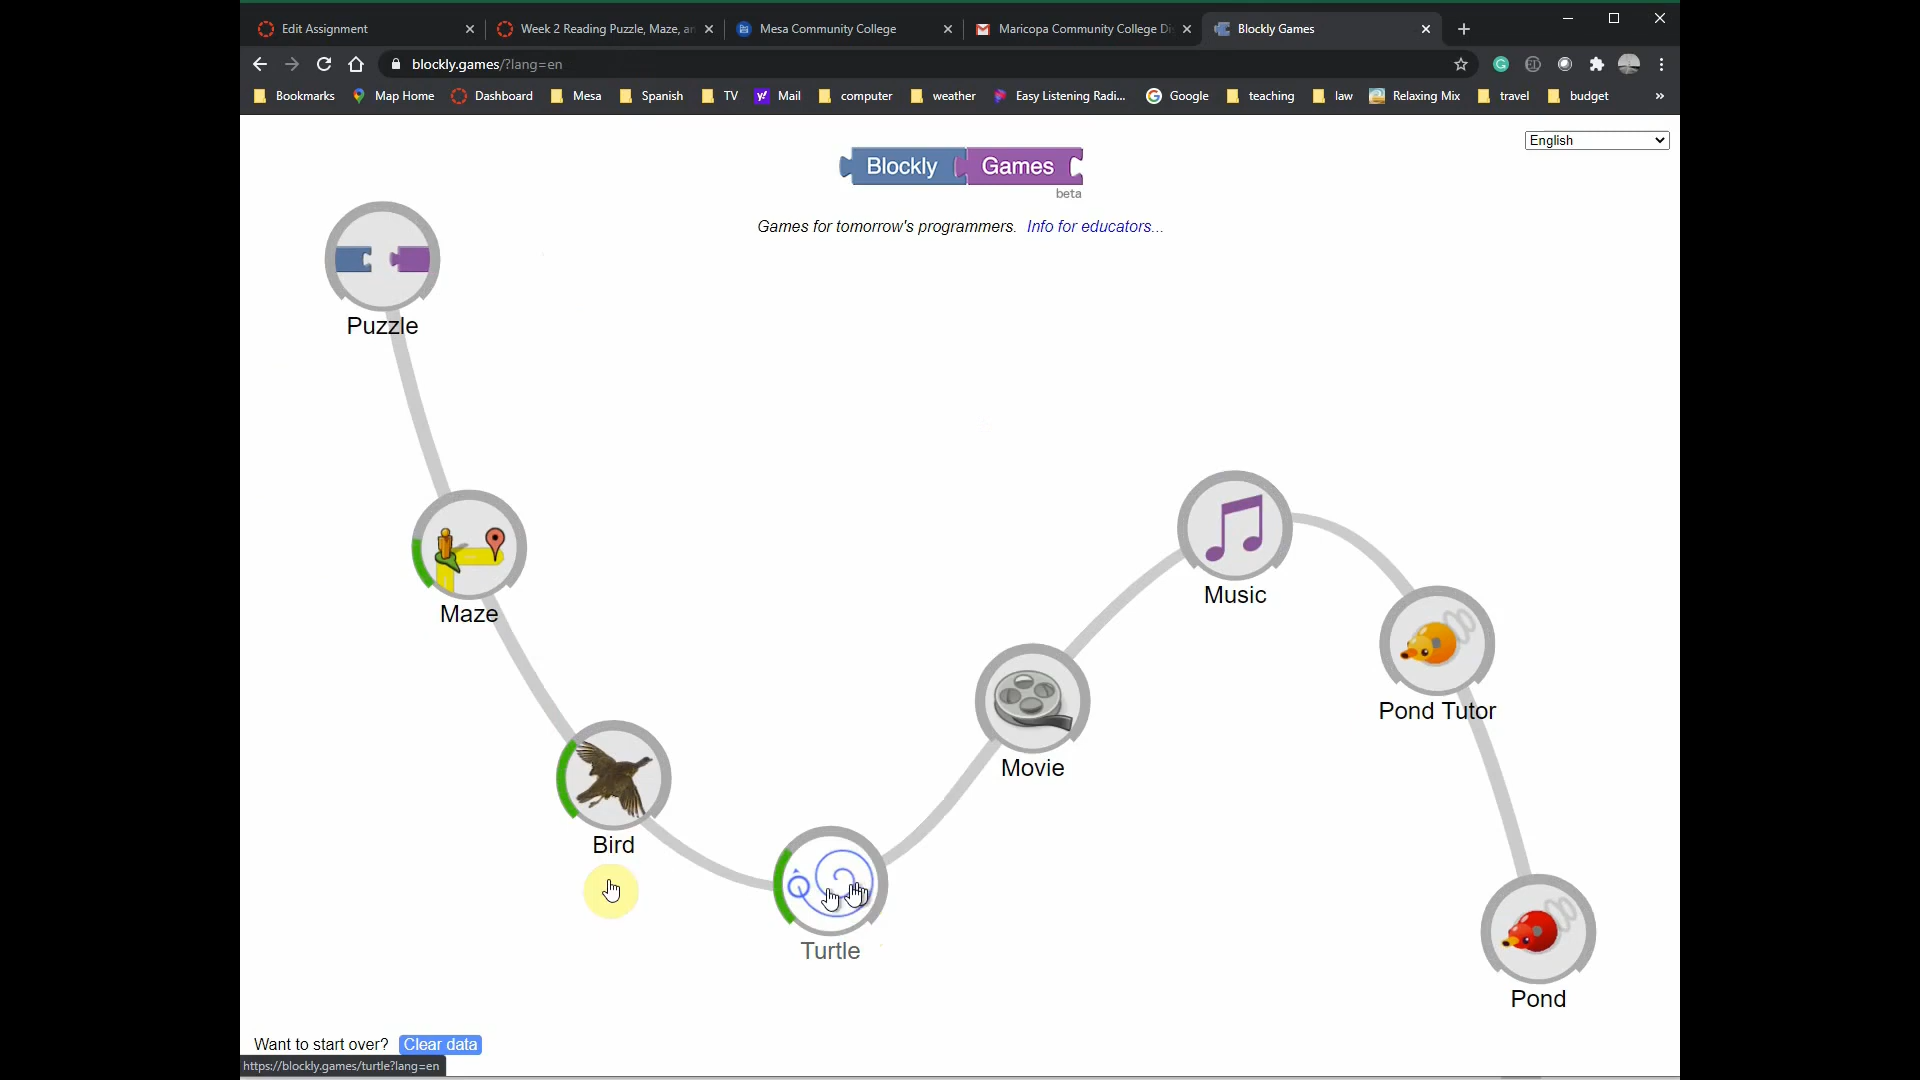 Edit Assignment
Week 2 Reading Puzzle, Maze, an
Mesa Community College
Maricopa Community College Dis
Blockly Games
blockly.games/?lang=en
Bookmarks
Map Home
Dashboard
Mesa
Spanish
TV
Mail
computer
weather
Easy Listening Radi...
Google
teaching
law
Relaxing Mix
travel
budget
»
English
Blockly Games
beta
Games for tomorrow's programmers. Info for educators...
Puzzle
Maze
Bird
Turtle
Movie
Music
Pond Tutor
Pond
Want to start over? Clear data
https://blockly.games/turtle?lang=en